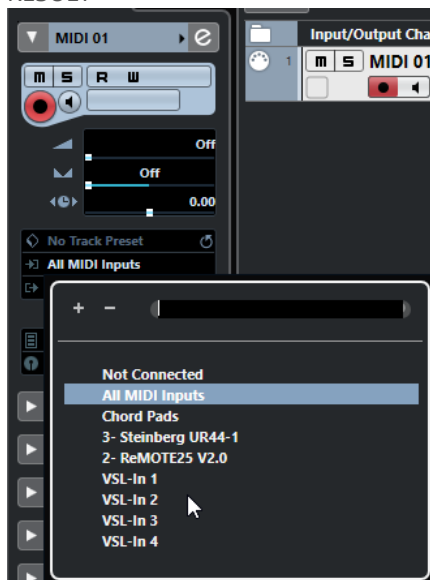 RESULT
MIDI 01
Input/Output Cha
m S R W
1 m S MIDI 01
Off
Off
0.00
No Track Preset
All MIDI Inputs
Not Connected
All MIDI Inputs
Chord Pads
3- Steinberg UR44-1
2- ReMOTE25 V2.0
VSL-In 1
VSL-In 2
VSL-In 3
VSL-In 4